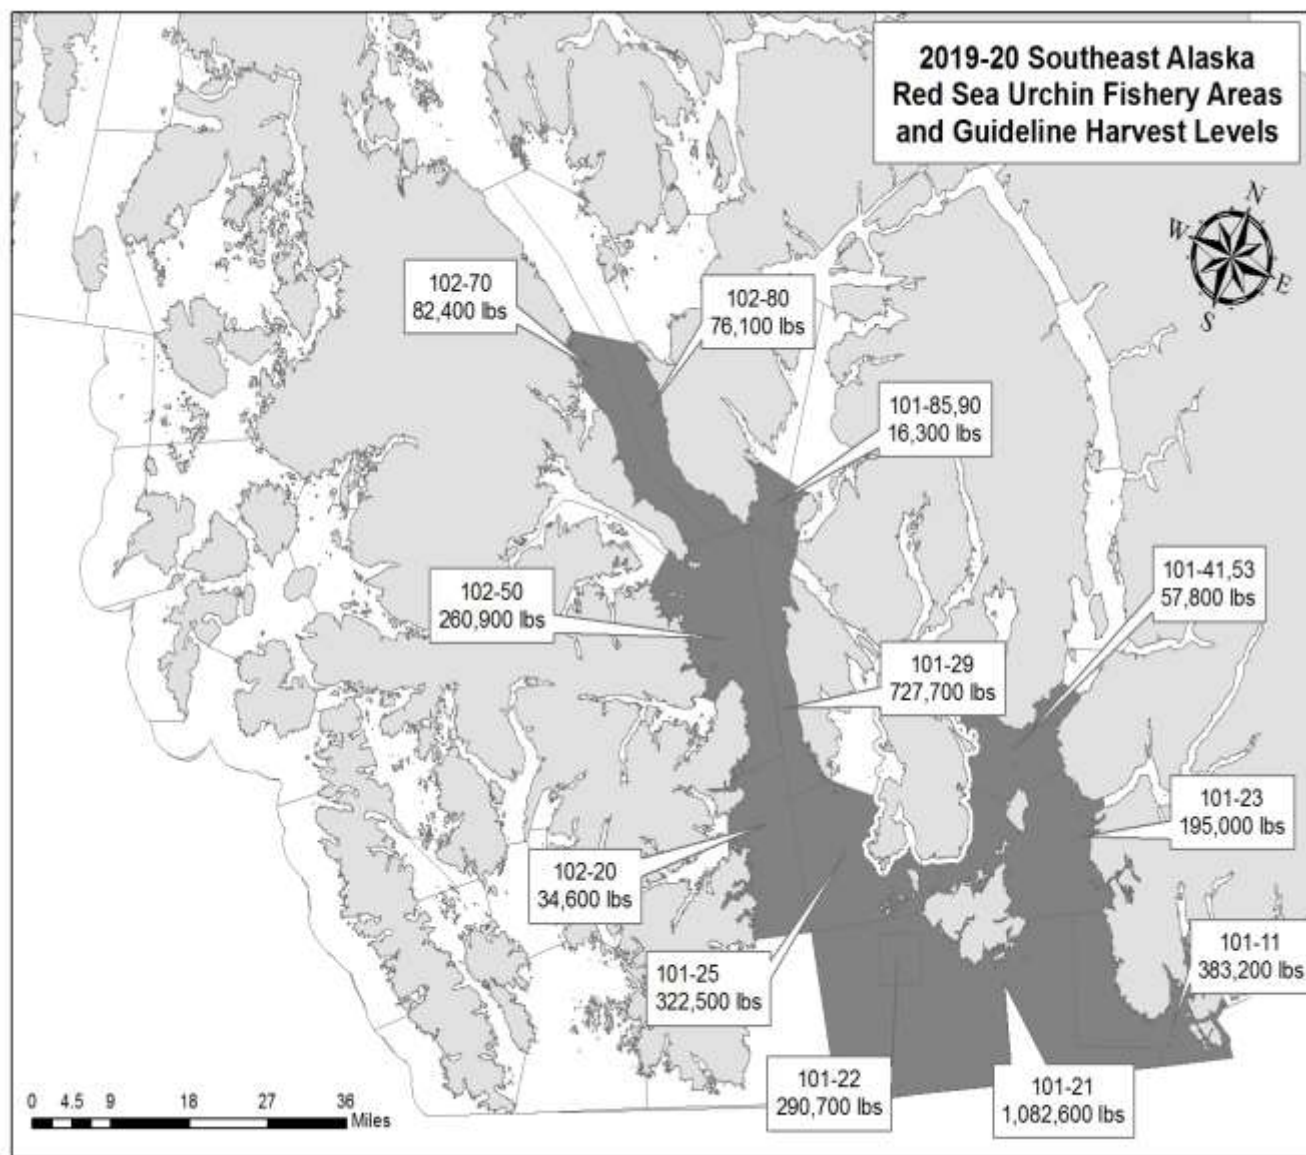 2019-20 Southeast Alaska
Red Sea Urchin Fishery Areas
and Guideline Harvest Levels
N
W
E
S
102-70
82,400 lbs
102-80
76,100 lbs
101-85,90
16,300 lbs
101-41,53
57,800 lbs
102-50
260,900 lbs
101-29
727,700 lbs
101-23
195,000 lbs
102-20
34,600 lbs
101-11
383,200 lbs
101-25
322,500 lbs
101-22
290,700 lbs
101-21
1,082,600 lbs
0 4.5 9 18 27 36
Miles